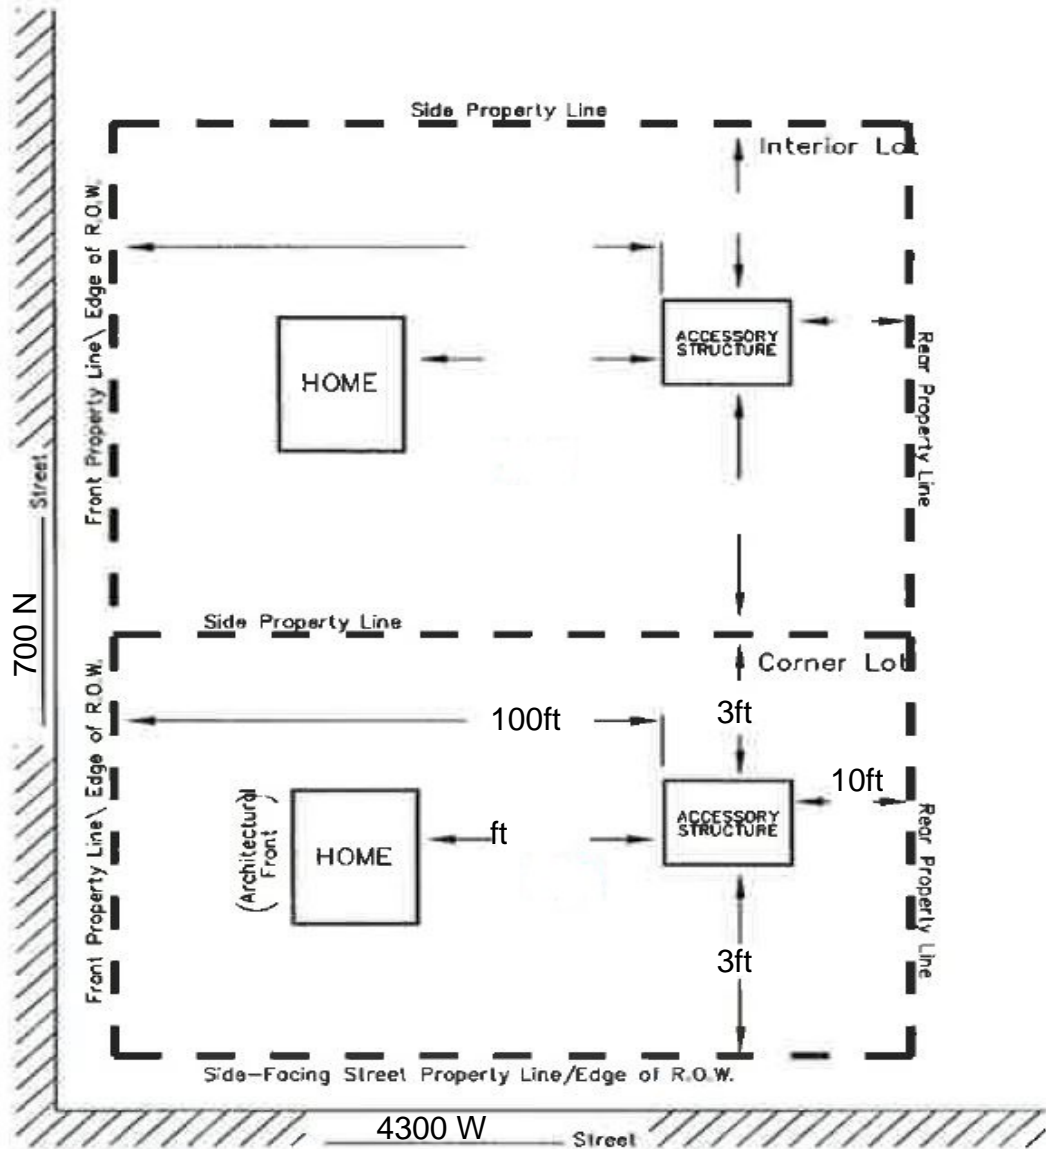 Side Property Line
Interior Lot
Front Property Line\ Edge of R.O.W.
ACCESSORY
STRUCTURE
HOME
Rear Property Line
Street
700 N
Side Property Line
Corner Lot
Front Property Line\ Edge of R.O.W.
100ft
3ft
10ft
ACCESSORY
STRUCTURE
ft
(Architectural
Front)
HOME
Rear Property Line
3ft
Side-Facing Street Property Line/Edge of R.O.W.
4300 W
Street